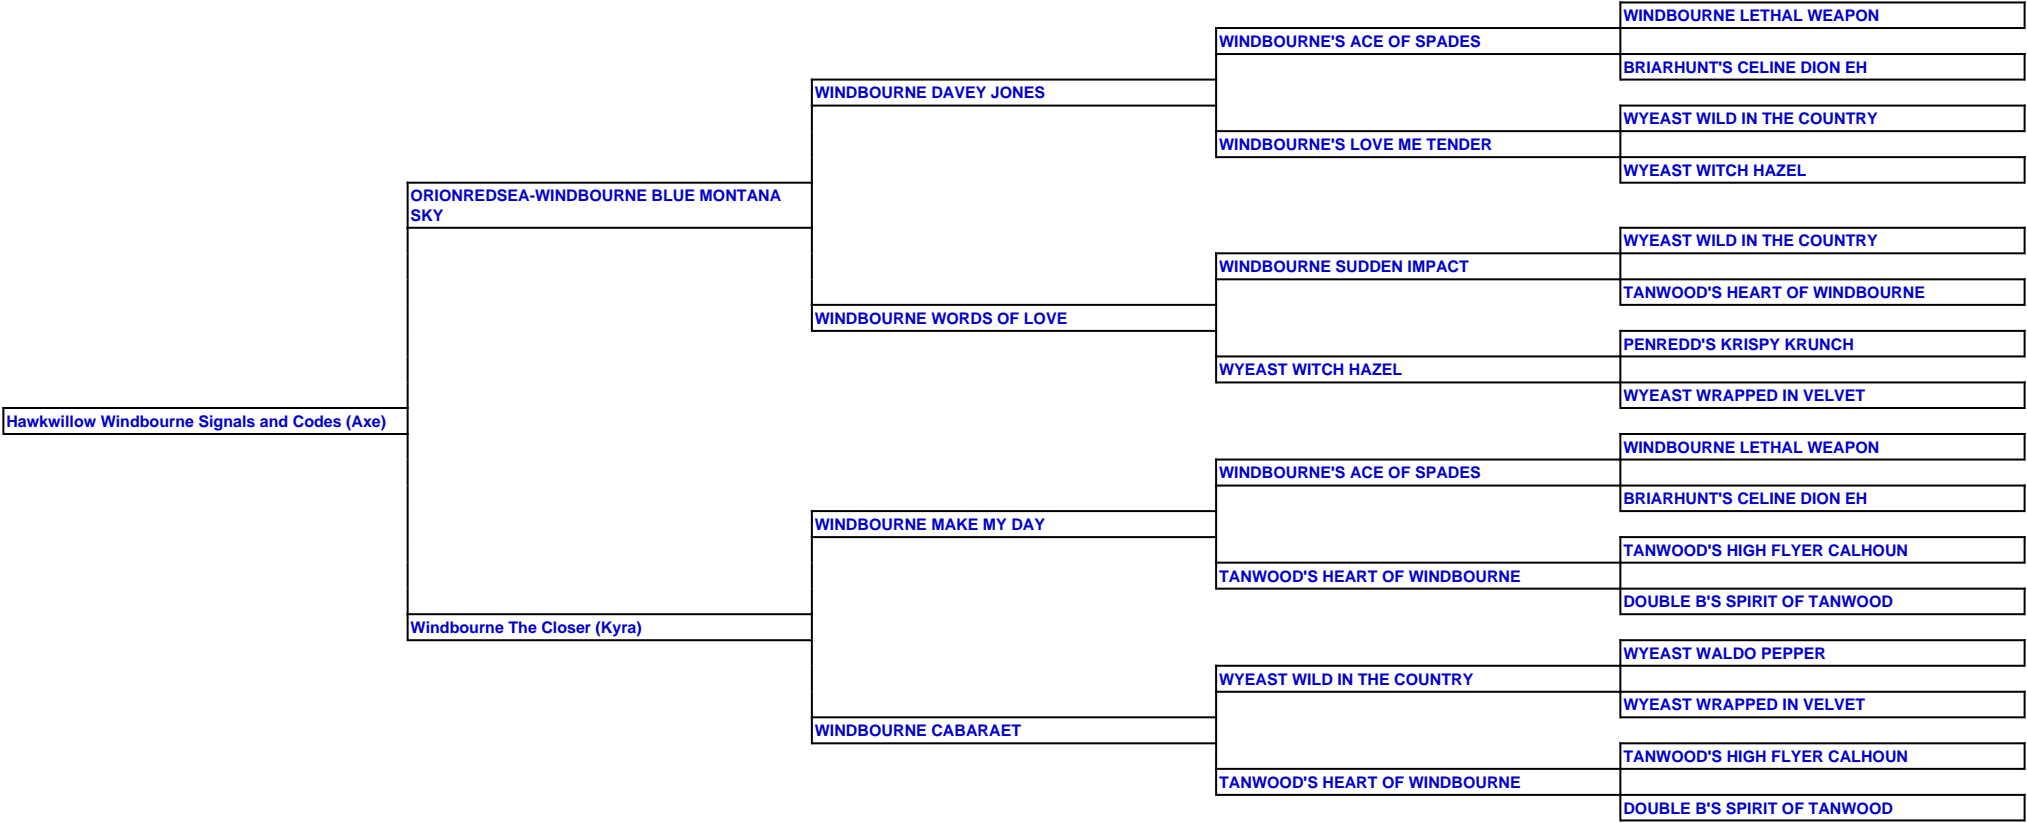 WINDBOURNE LETHAL WEAPON
WINDBOURNE'S ACE OF SPADES
BRIARHUNT'S CELINE DION EH
WINDBOURNE DAVEY JONES
WYEAST WILD IN THE COUNTRY
WINDBOURNE'S LOVE ME TENDER
WYEAST WITCH HAZEL
ORIONREDSEA-WINDBOURNE BLUE MONTANA
SKY
WYEAST WILD IN THE COUNTRY
WINDBOURNE SUDDEN IMPACT
TANWOOD'S HEART OF WINDBOURNE
WINDBOURNE WORDS OF LOVE
PENREDD'S KRISPY KRUNCH
WYEAST WITCH HAZEL
WYEAST WRAPPED IN VELVET
Hawkwillow Windbourne Signals and Codes (Axe)
WINDBOURNE LETHAL WEAPON
WINDBOURNE'S ACE OF SPADES
BRIARHUNT'S CELINE DION EH
WINDBOURNE MAKE MY DAY
TANWOOD'S HIGH FLYER CALHOUN
TANWOOD'S HEART OF WINDBOURNE
DOUBLE B'S SPIRIT OF TANWOOD
Windbourne The Closer (Kyra)
WYEAST WALDO PEPPER
WYEAST WILD IN THE COUNTRY
WYEAST WRAPPED IN VELVET
WINDBOURNE CABARAET
TANWOOD'S HIGH FLYER CALHOUN
TANWOOD'S HEART OF WINDBOURNE
DOUBLE B'S SPIRIT OF TANWOOD